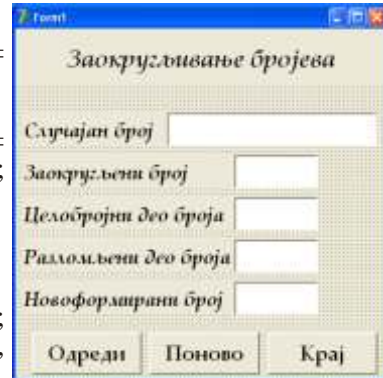 Form1
Заокругљивање бројева
Случајан број
Заокругљени број
Целобројни део броја
Разломљени део броја
Новоформирани број
Одреди Поново Крај